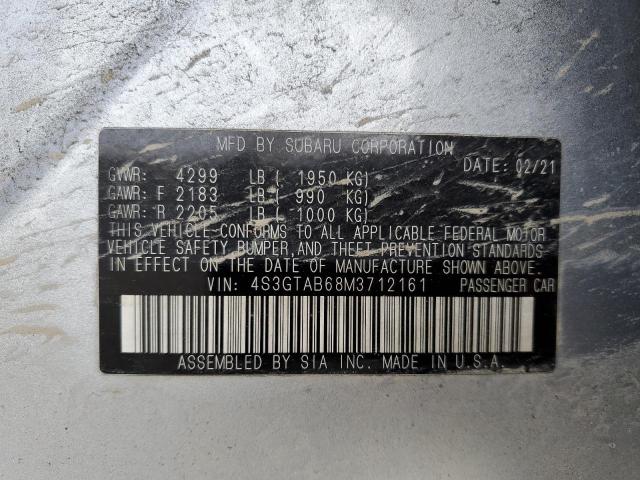 MFD BY SUBARU CORPORATION
DATE: 02/21
GVWR: 4299 LB ( 1950 KG)
GAWR: F 2183 LB ( 990 KG)
GAWR: R 2205 LB ( 1000 KG)
THIS VEHICLE CONFORMS TO ALL APPLICABLE FEDERAL MOTOR
VEHICLE SAFETY BUMPER,AND THEFT PREVENTION STANDARDS
IN EFFECT ON THE DATE OF MANUFACTURE SHOWN ABOVE.
VIN: 4S3GTAB68M3712161 PASSENGER CAR
ASSEMBLED BY SIA INC. MADE IN U.S.A.